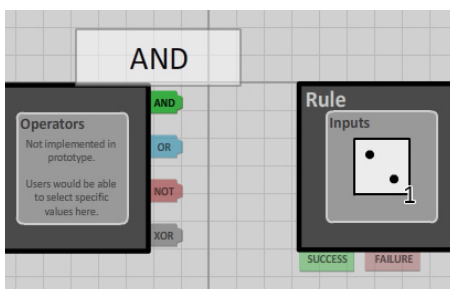 AND
Operators
Not implemented in
prototype.
Users would be able
to select specific
values here.
AND
OR
NOT
XOR
Rule
Inputs
1
SUCCESS
FAILURE